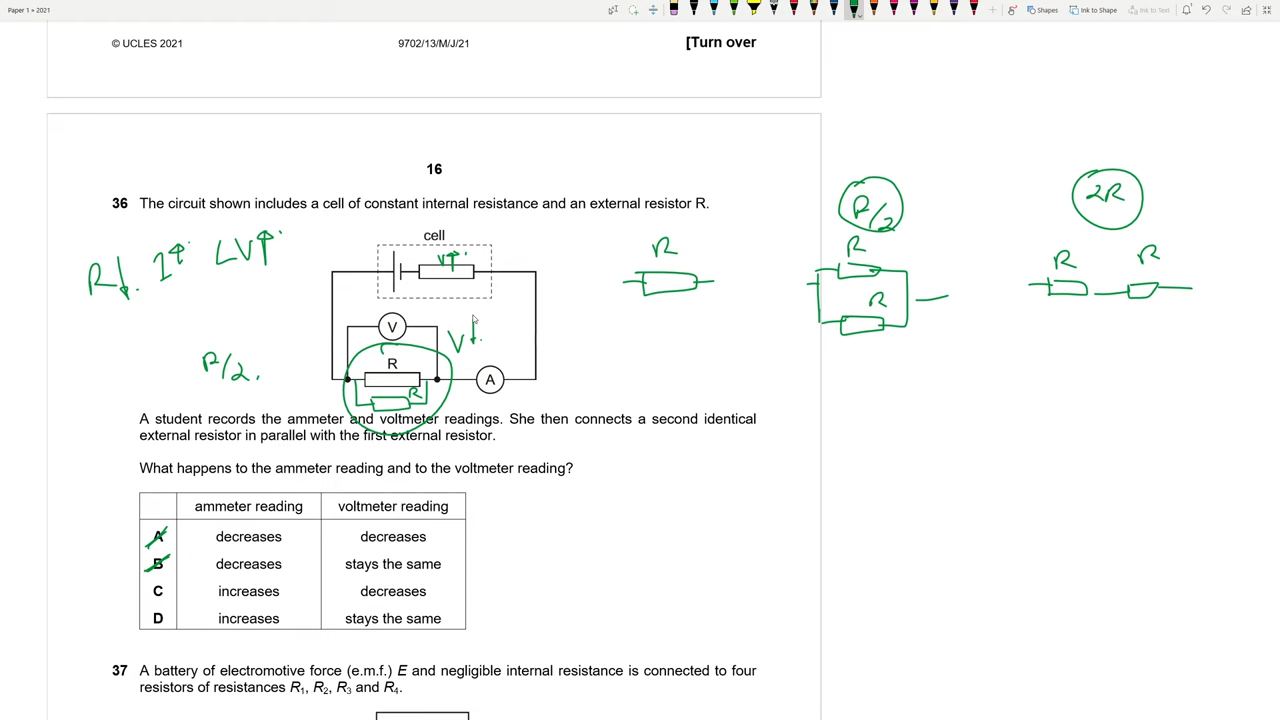 Paper 1 » 2021
Shapes
Ink to Shape
Ink to Text
© UCLES 2021
9702/13/M/J/21
[Turn over
16
36 The circuit shown includes a cell of constant internal resistance and an external resistor R.
cell
V↑
R↓ I↑ LV↑
R/2
V
V↓
R
R
A
R
R/2
R
R
2R
R
R
A student records the ammeter and voltmeter readings. She then connects a second identical
external resistor in parallel with the first external resistor.
What happens to the ammeter reading and to the voltmeter reading?
ammeter reading voltmeter reading
A decreases decreases
B decreases stays the same
C increases decreases
D increases stays the same
37 A battery of electromotive force (e.m.f.) E and negligible internal resistance is connected to four
resistors of resistances R1, R2, R3 and R4.